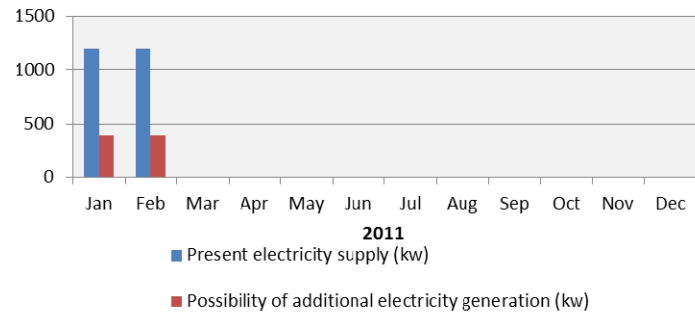 1500
1000
500
0
Jan Feb Mar Apr May Jun Jul Aug Sep Oct Nov Dec
2011
Present electricity supply (kw)
Possibility of additional electricity generation (kw)